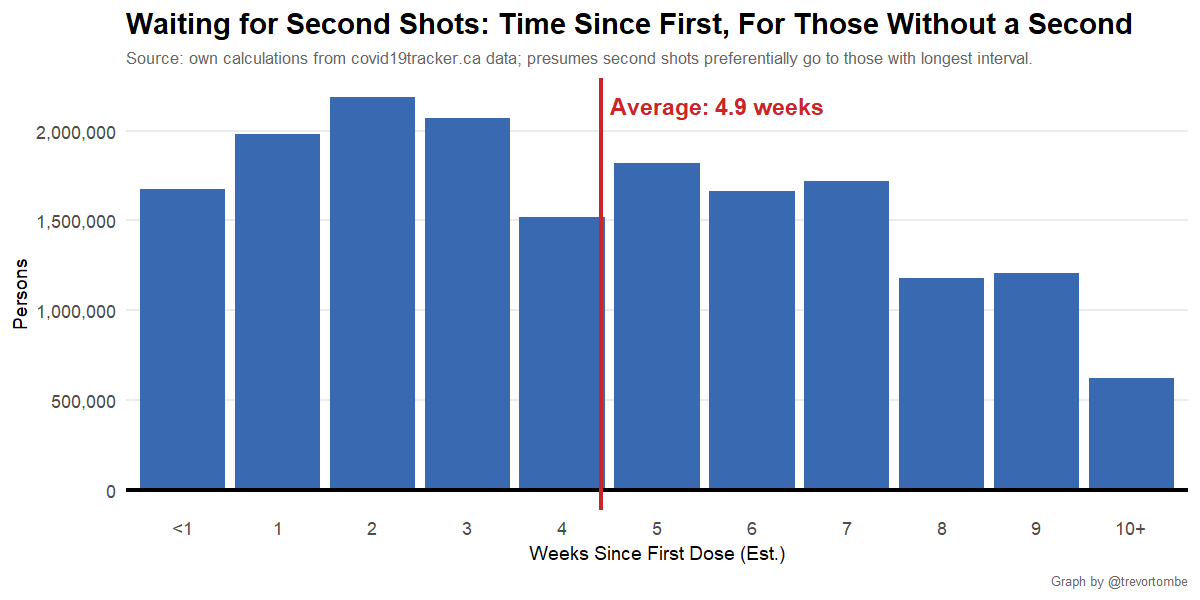 Waiting for Second Shots: Time Since First, For Those Without a Second
Source: own calculations from covid19tracker.ca data; presumes second shots preferentially go to those with longest interval.
Average: 4.9 weeks
Persons
2,000,000
1,500,000
1,000,000
500,000
0
<1 1 2 3 4 5 6 7 8 9 10+
Weeks Since First Dose (Est.)
Graph by @trevortombe